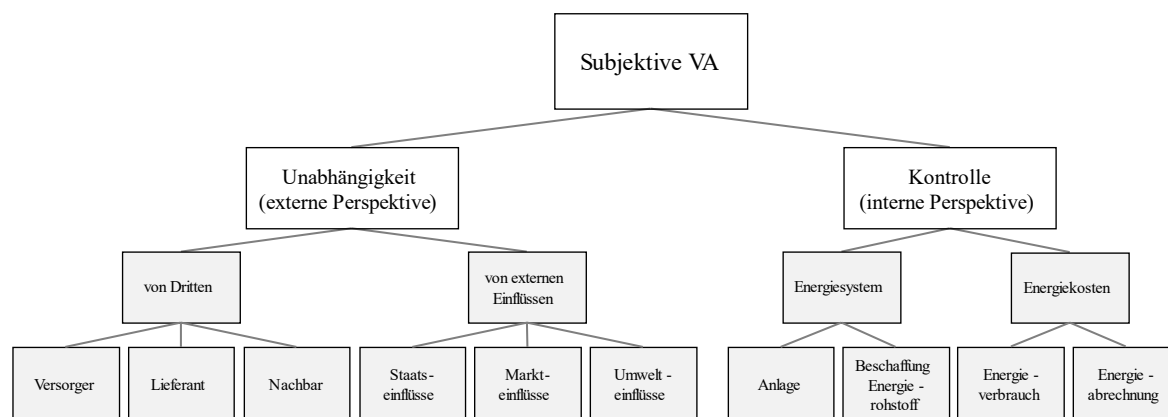 Subjektive VA
Unabhängigkeit
(externe Perspektive)
Kontrolle
(interne Perspektive)
von Dritten
von externen
Einflüssen
Energiesystem
Energiekosten
Versorger
Lieferant
Nachbar
Staats-
einflüsse
Markt-
einflüsse
Umwelt -
einflüsse
Anlage
Beschaffung
Energie -
rohstoff
Energie -
verbrauch
Energie -
abrechnung